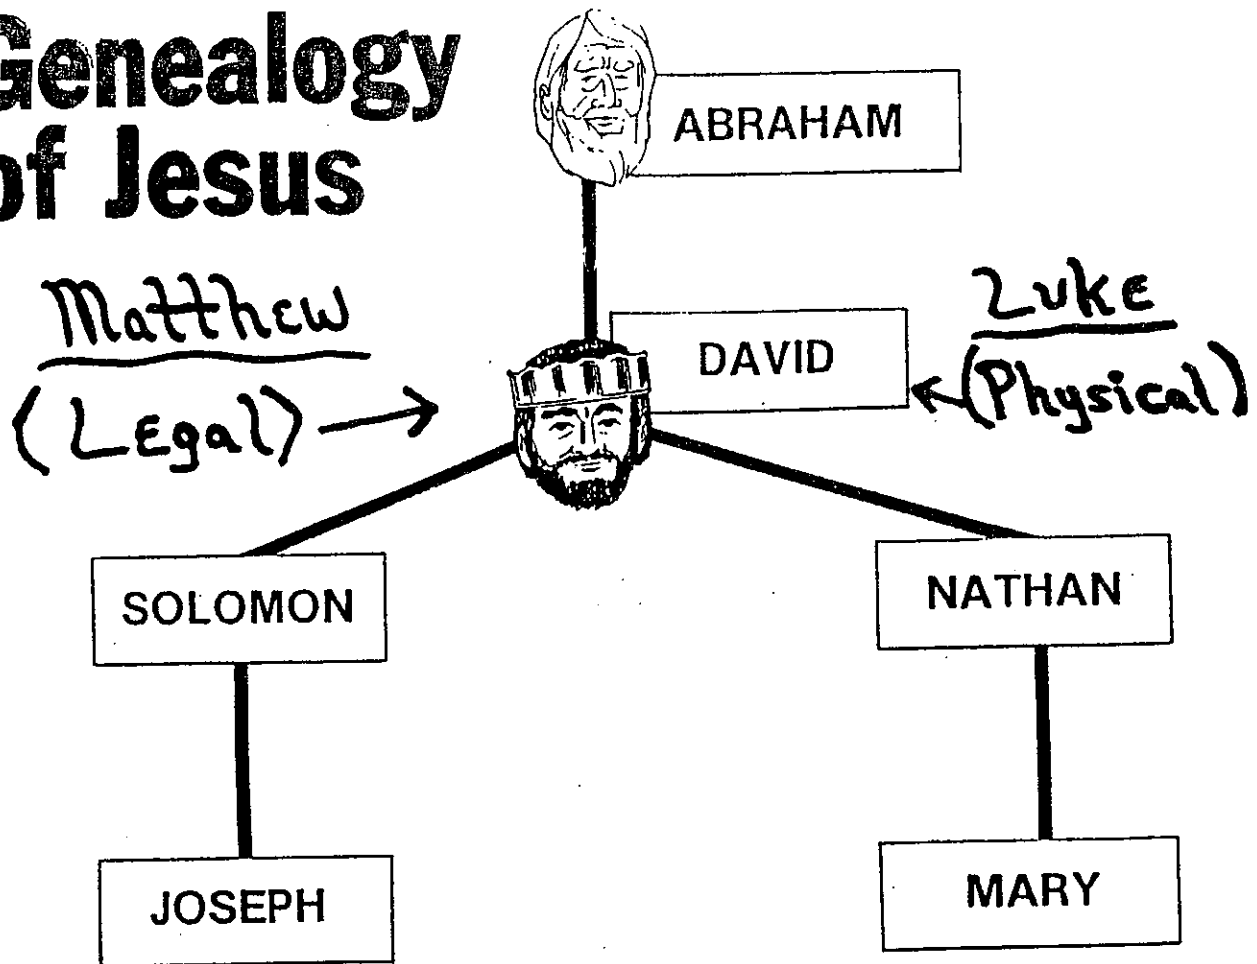 Genealogy
of Jesus
ABRAHAM
Matthew
(Legal)
Luke
(Physical)
DAVID
SOLOMON
NATHAN
JOSEPH
MARY